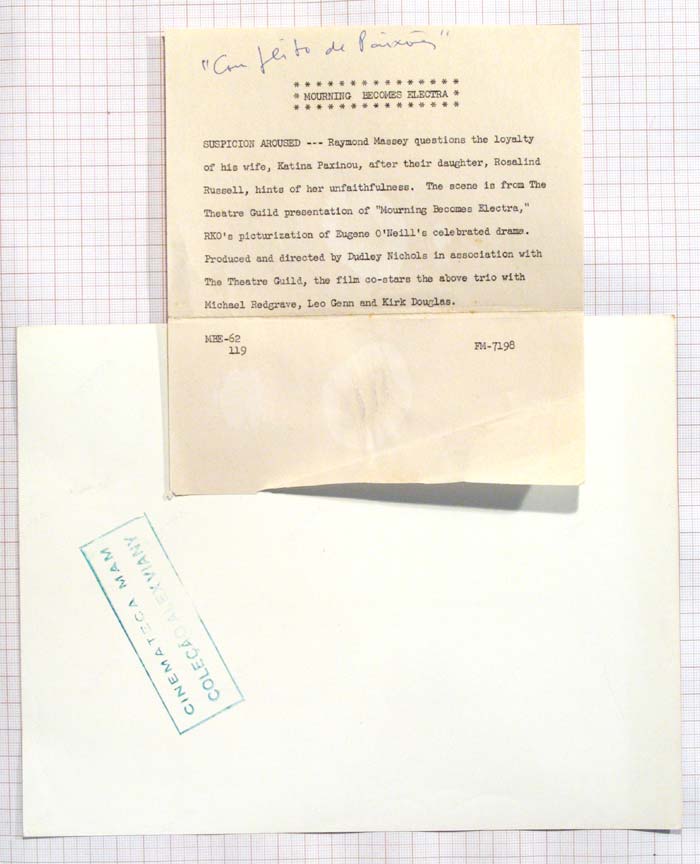 "Conflito de Paixões"
* * * * * * * * * * * * * * *
* MOURNING BECOMES ELECTRA *
* * * * * * * * * * * * * * *
SUSPICION AROUSED --- Raymond Massey questions the loyalty
of his wife, Katina Paxinou, after their daughter, Rosalind
Russell, hints of her unfaithfulness. The scene is from The
Theatre Guild presentation of "Mourning Becomes Electra,"
RKO's picturization of Eugene O'Neill's celebrated drama.
Produced and directed by Dudley Nichols in association with
The Theatre Guild, the film co-stars the above trio with
Michael Redgrave, Leo Genn and Kirk Douglas.
MBE-62
119
FM-7198
CINEMATECA MAM
COLEÇÃO ALEX VIANY